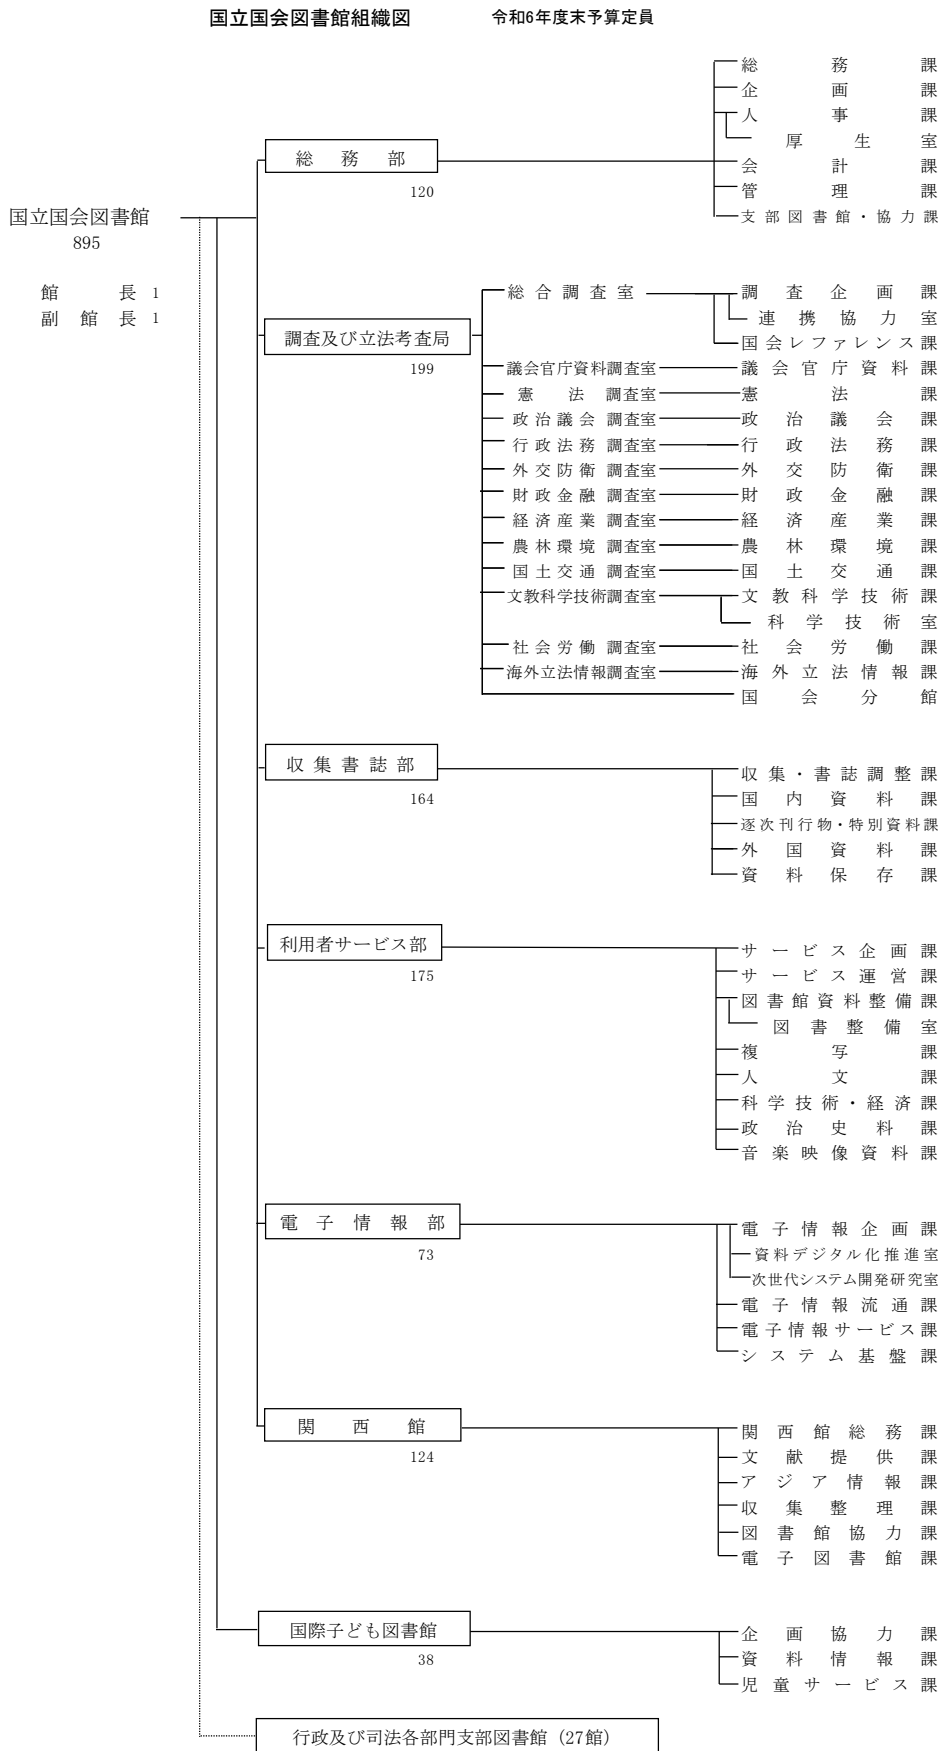 国立国会図書館組織図 令和6年度末予算定員
国立国会図書館
895
館長 1
副館長 1
総務部
120
総務課
企画課
人事課
厚生室
会計課
管理課
支部図書館・協力課
調査及び立法考査局
199
総合調査室 調査企画課
連携協力室
国会レファレンス課
議会官庁資料調査室 議会官庁資料課
憲法調査室 憲法課
政治議会調査室 政治議会課
行政法務調査室 行政法務課
外交防衛調査室 外交防衛課
財政金融調査室 財政金融課
経済産業調査室 経済産業課
農林環境調査室 農林環境課
国土交通調査室 国土交通課
文教科学技術調査室 文教科学技術課
科学技術室
社会労働調査室 社会労働課
海外立法情報調査室 海外立法情報課
国会分館
収集書誌部
164
収集・書誌調整課
国内資料課
逐次刊行物・特別資料課
外国資料課
資料保存課
利用者サービス部
175
サービス企画課
サービス運営課
図書館資料整備課
図書整備室
複写課
人文課
科学技術・経済課
政治史料課
音楽映像資料課
電子情報部
73
電子情報企画課
資料デジタル化推進室
次世代システム開発研究室
電子情報流通課
電子情報サービス課
システム基盤課
関西館
124
関西館総務課
文献提供課
アジア情報課
収集整理課
図書館協力課
電子図書館課
国際子ども図書館
38
企画協力課
資料情報課
児童サービス課
行政及び司法各部門支部図書館(27館)